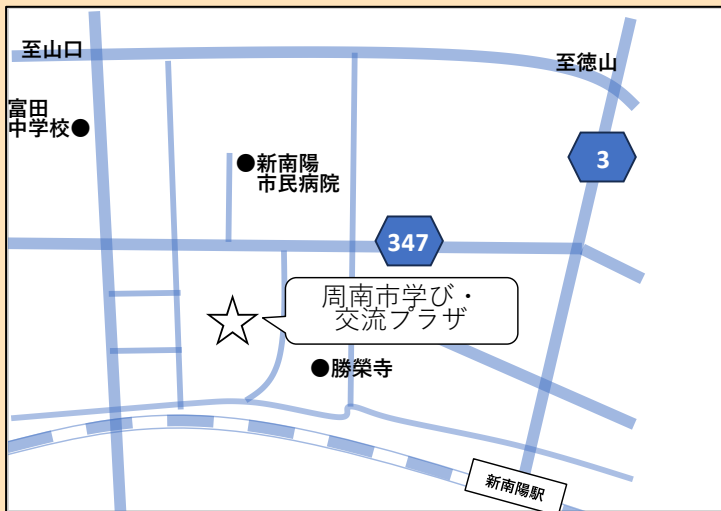 至山口
至徳山
富田
中学校
3
新南陽
市民病院
347
周南市学び・
交流プラザ
勝榮寺
新南陽駅